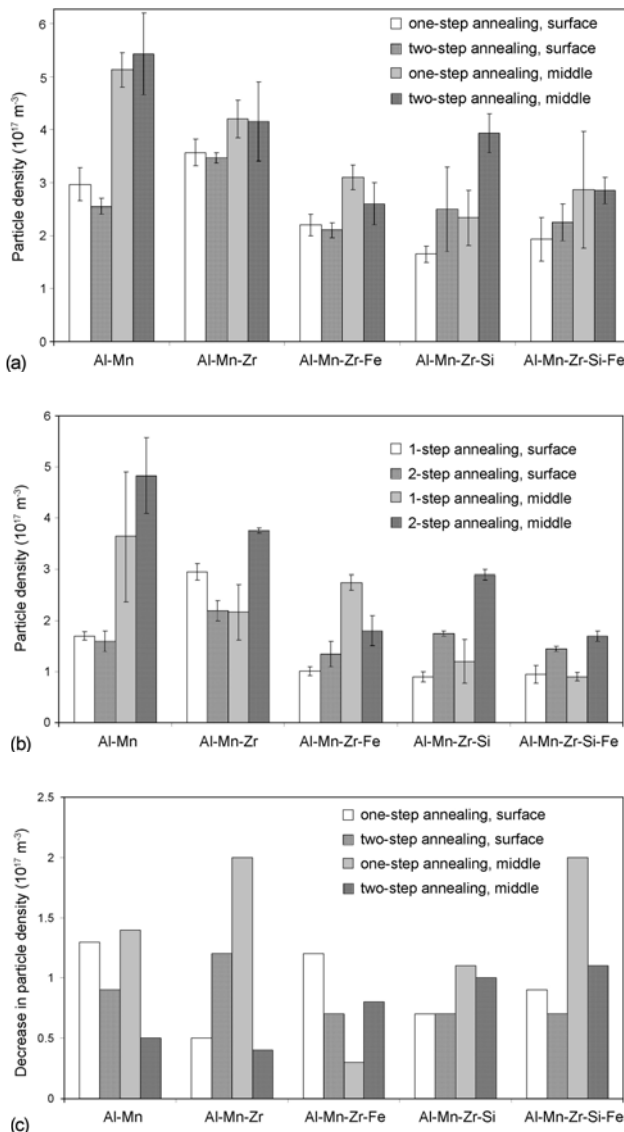 6
5
4
3
2
1
0
Particle density (10¹⁷ m⁻³)
one-step annealing, surface
two-step annealing, surface
one-step annealing, middle
two-step annealing, middle
Al-Mn Al-Mn-Zr Al-Mn-Zr-Fe Al-Mn-Zr-Si Al-Mn-Zr-Si-Fe
(a)
6
5
4
3
2
1
0
Particle density (10¹⁷ m⁻³)
1-step annealing, surface
2-step annealing, surface
1-step annealing, middle
2-step annealing, middle
Al-Mn Al-Mn-Zr Al-Mn-Zr-Fe Al-Mn-Zr-Si Al-Mn-Zr-Si-Fe
(b)
2.5
2
1.5
1
0.5
0
Decrease in particle density (10¹⁷ m⁻³)
one-step annealing, surface
two-step annealing, surface
one-step annealing, middle
two-step annealing, middle
Al-Mn Al-Mn-Zr Al-Mn-Zr-Fe Al-Mn-Zr-Si Al-Mn-Zr-Si-Fe
(c)